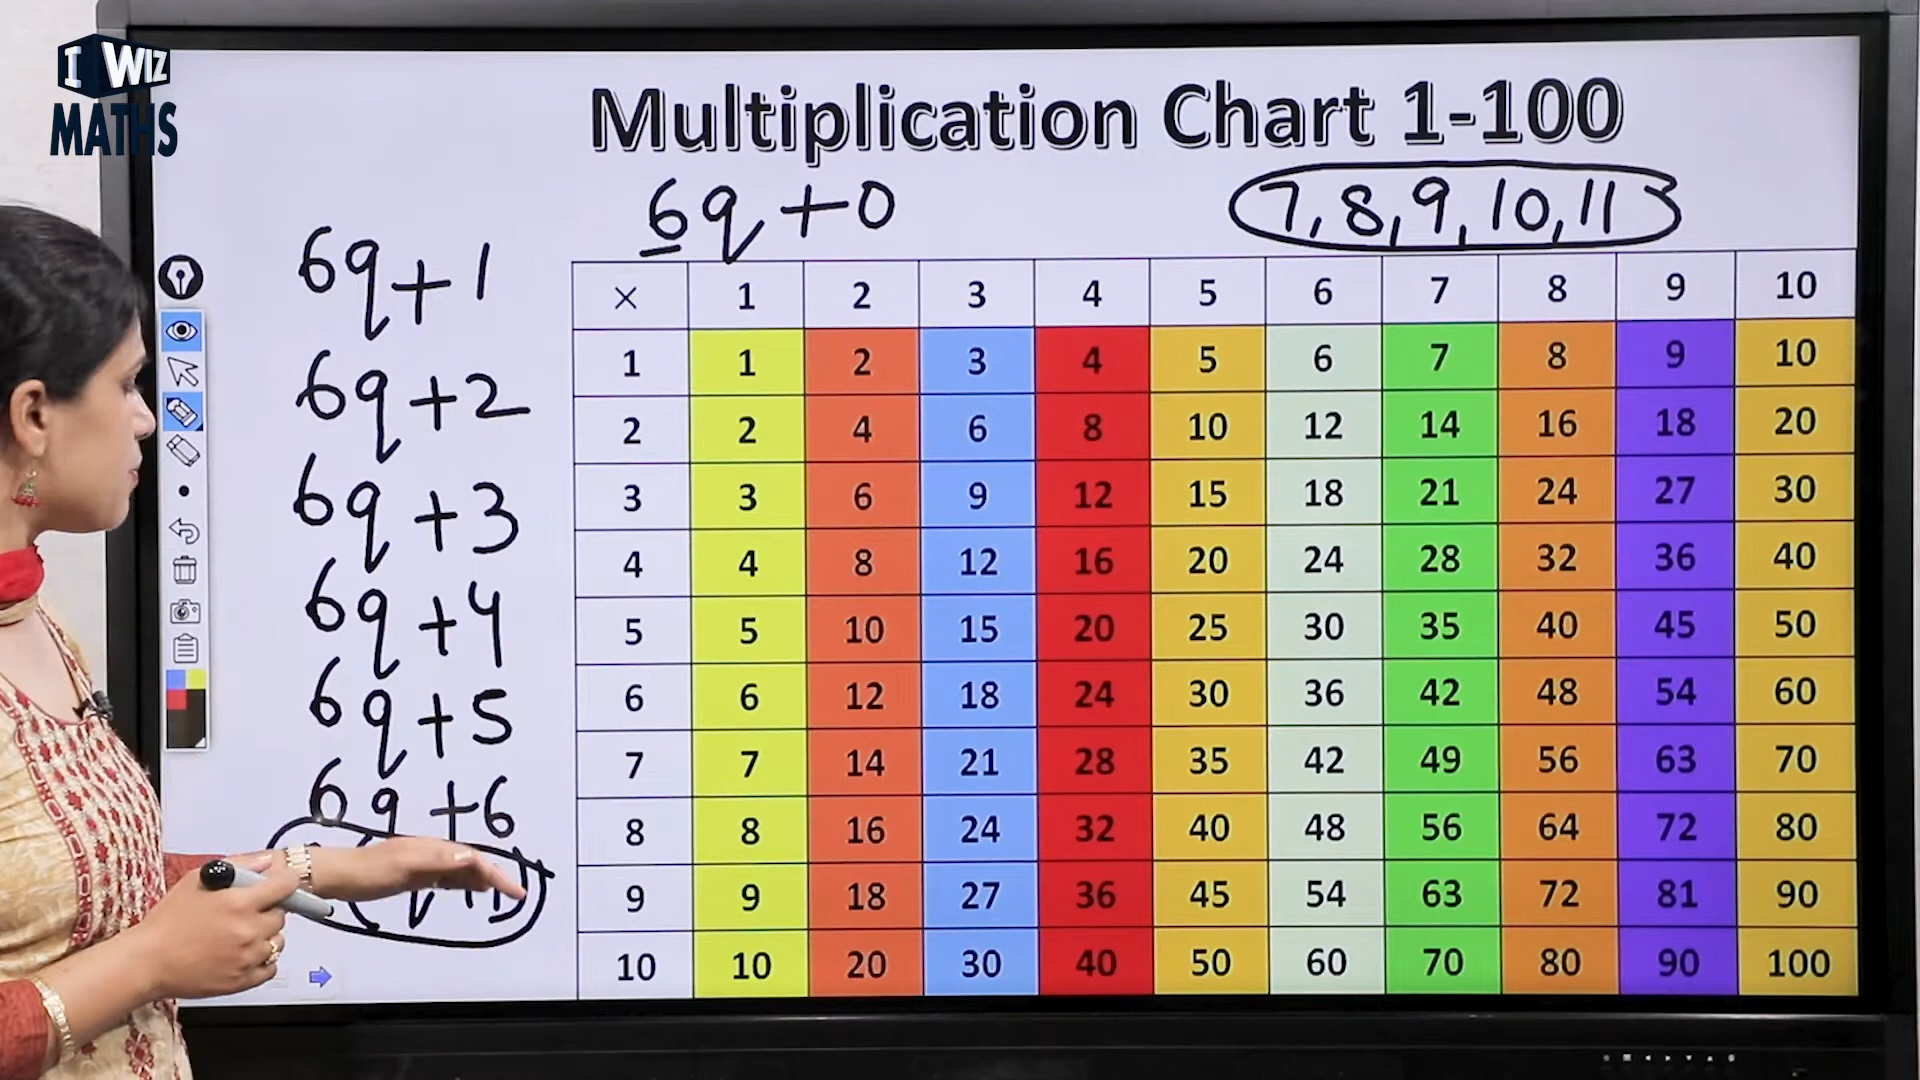 I WIZ
MATHS
Multiplication Chart 1-100
6q+0
7, 8, 9, 10, 11
6q+1
6q+2
6q+3
6q+4
6q+5
6q+6
× 1 2 3 4 5 6 7 8 9 10
1 1 2 3 4 5 6 7 8 9 10
2 2 4 6 8 10 12 14 16 18 20
3 3 6 9 12 15 18 21 24 27 30
4 4 8 12 16 20 24 28 32 36 40
5 5 10 15 20 25 30 35 40 45 50
6 6 12 18 24 30 36 42 48 54 60
7 7 14 21 28 35 42 49 56 63 70
8 8 16 24 32 40 48 56 64 72 80
9 9 18 27 36 45 54 63 72 81 90
10 10 20 30 40 50 60 70 80 90 100